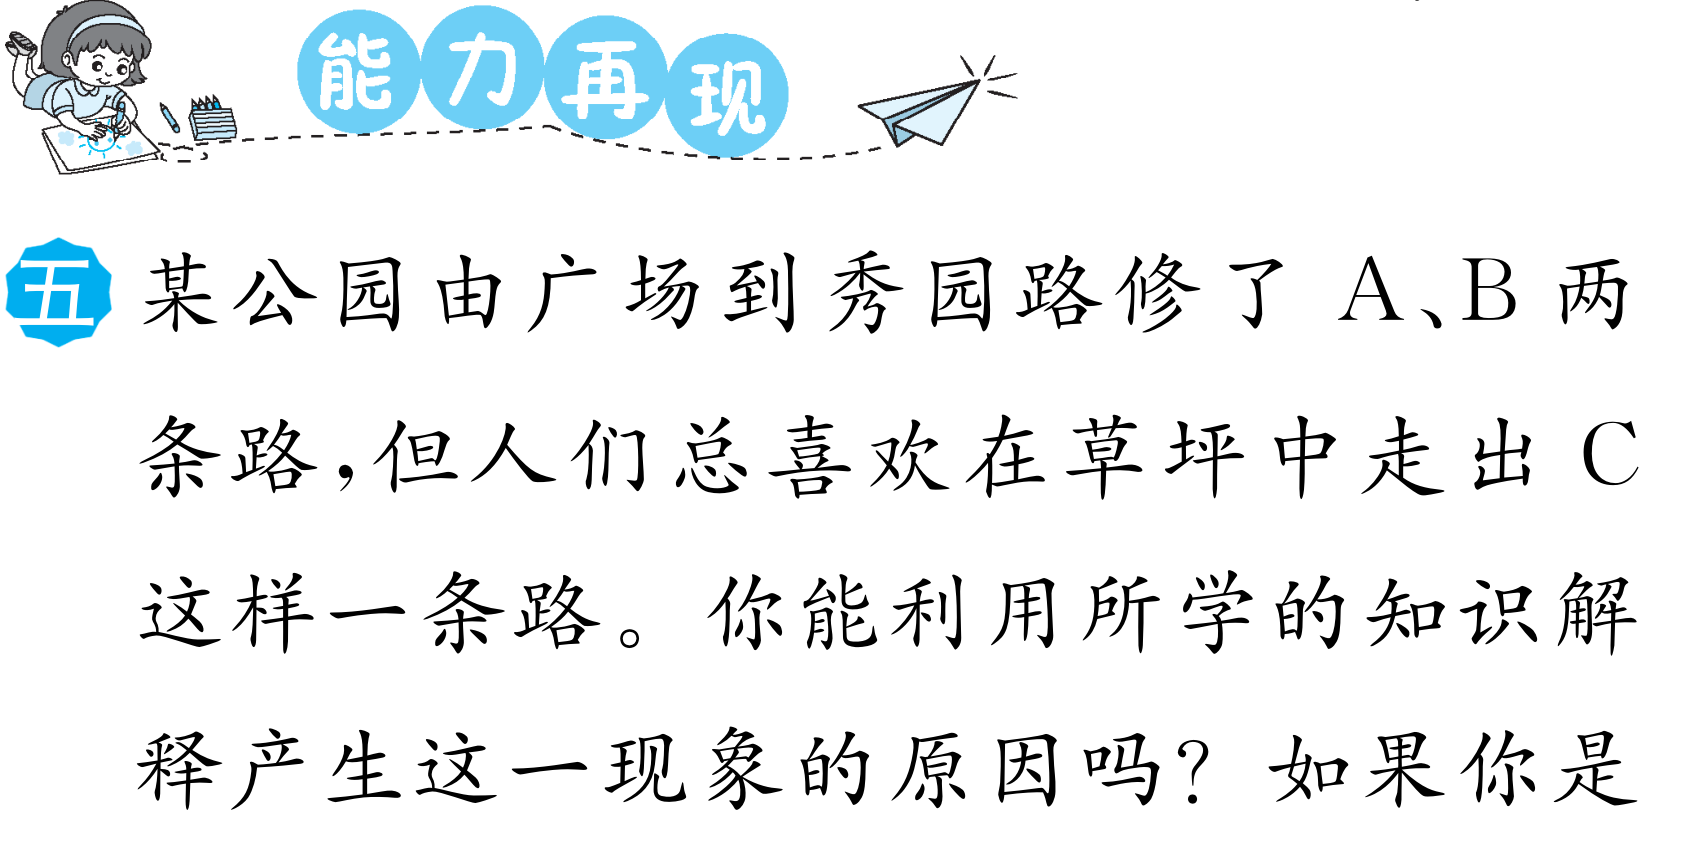 能力再现
五 某公园由广场到秀园路修了 A、B 两
条路，但人们总喜欢在草坪中走出 C
这样一条路。你能利用所学的知识解
释产生这一现象的原因吗？如果你是